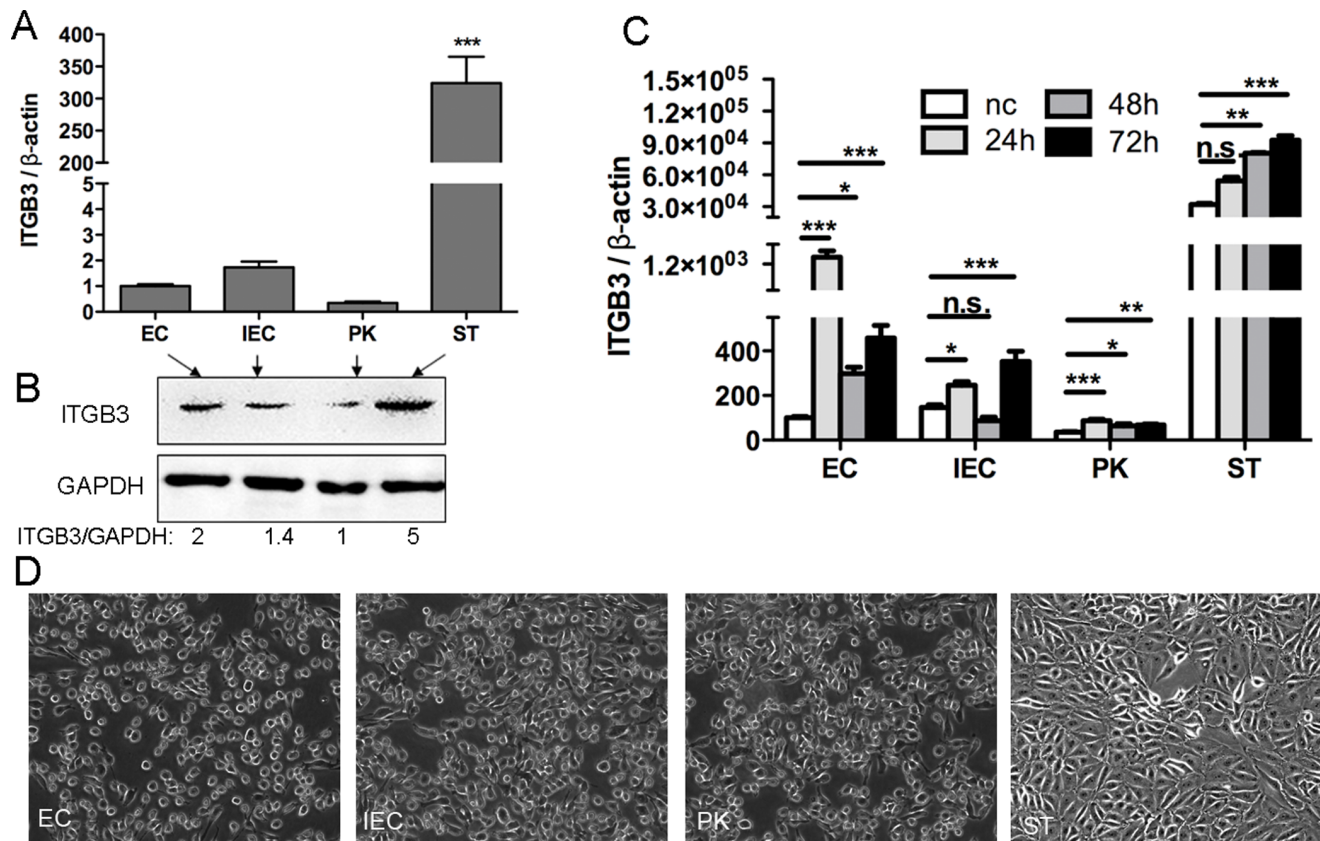 A
ITGB3 / β-actin
400
350
300
250
200
5
4
3
2
1
0
***
EC IEC PK ST
B
ITGB3
GAPDH
ITGB3/GAPDH: 2 1.4 1 5
C
ITGB3 / β-actin
1.5×10⁰⁵
1.2×10⁰⁵
9.0×10⁰⁴
6.0×10⁰⁴
3.0×10⁰⁴
1.2×10⁰³
400
200
0
nc 48h
24h 72h
***
*
***
***
n.s.
*
**
*
***
***
**
n.s.
EC IEC PK ST
D
EC IEC PK ST